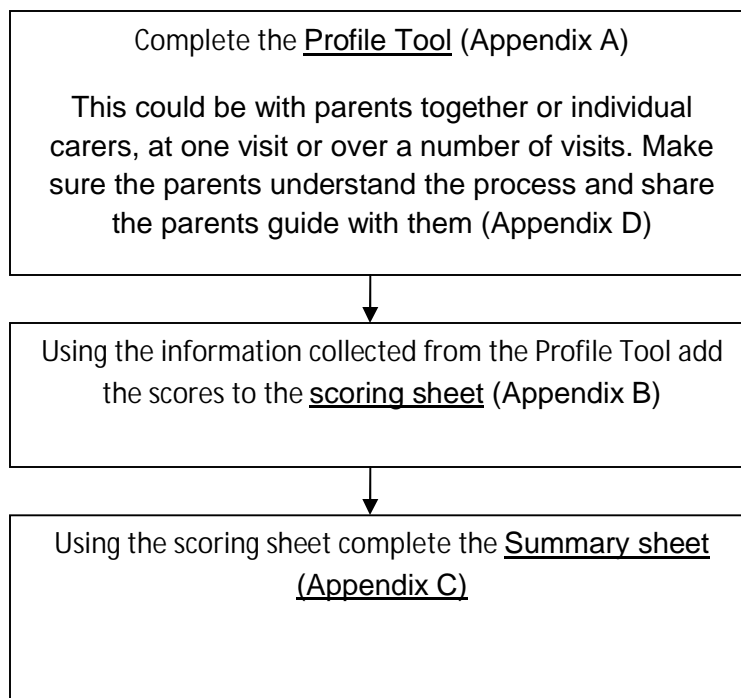 Complete the Profile Tool (Appendix A)
This could be with parents together or individual
carers, at one visit or over a number of visits. Make
sure the parents understand the process and share
the parents guide with them (Appendix D)
Using the information collected from the Profile Tool add
the scores to the scoring sheet (Appendix B)
Using the scoring sheet complete the Summary sheet
(Appendix C)